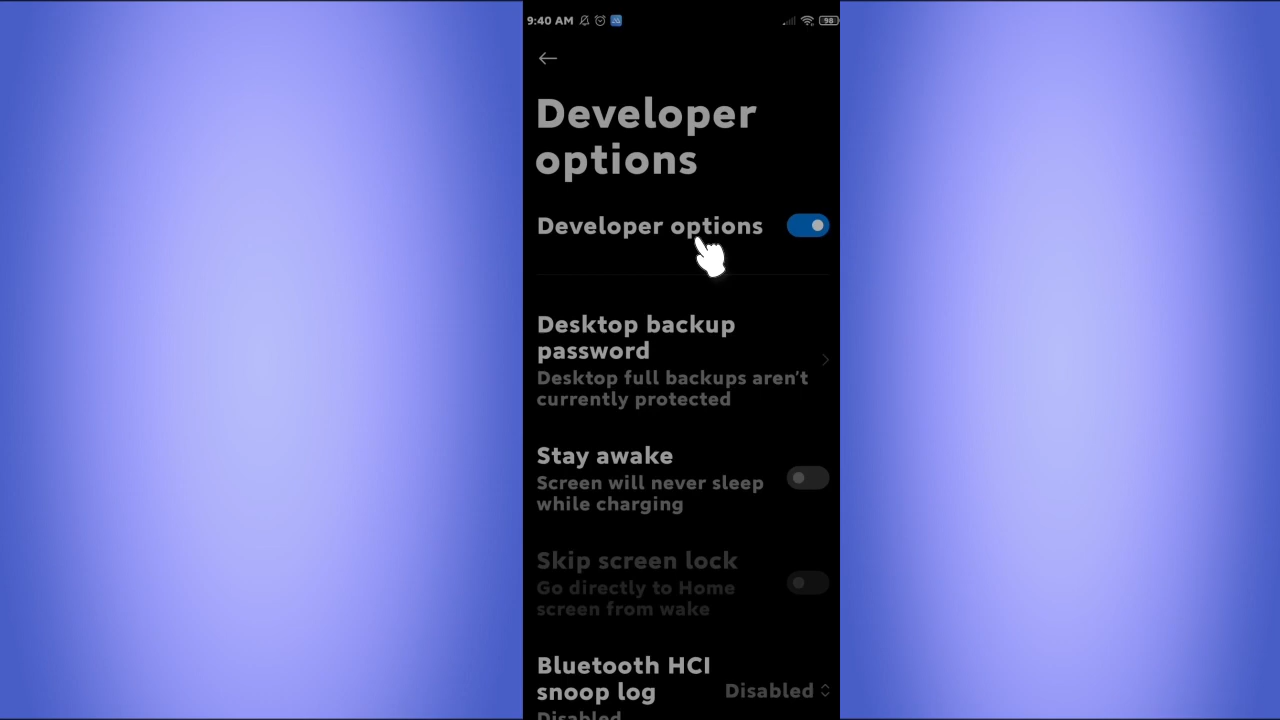 9:40 AM 98
Developer
options
Developer options
Desktop backup
password
Desktop full backups aren't
currently protected
Stay awake
Screen will never sleep
while charging
Skip screen lock
Go directly to Home
screen from wake
Bluetooth HCI
snoop log Disabled
Disabled